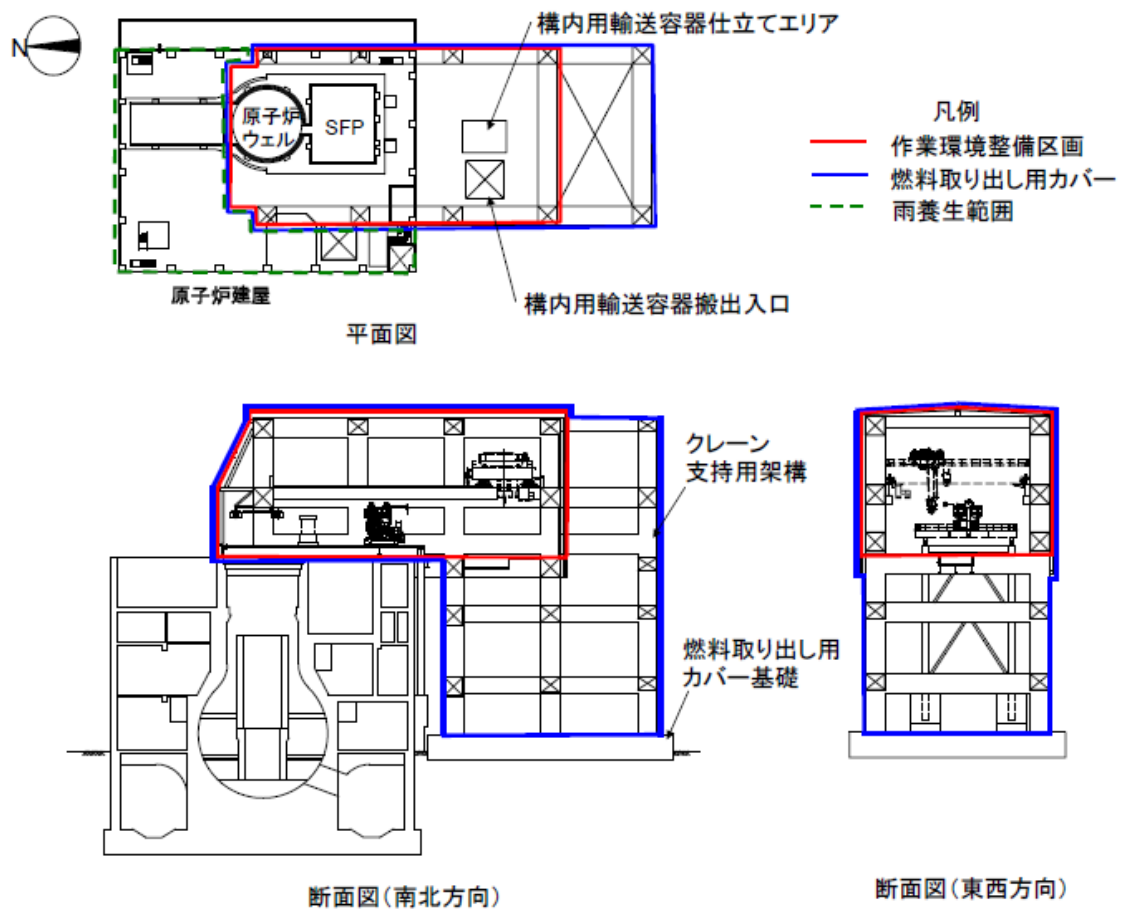 構内用輸送容器仕立てエリア
N
原子炉
ウェル
SFP
凡例
作業環境整備区画
燃料取り出し用カバー
雨養生範囲
原子炉建屋
構内用輸送容器搬出入口
平面図
クレーン
支持用架構
燃料取り出し用
カバー基礎
断面図(南北方向)
断面図(東西方向)